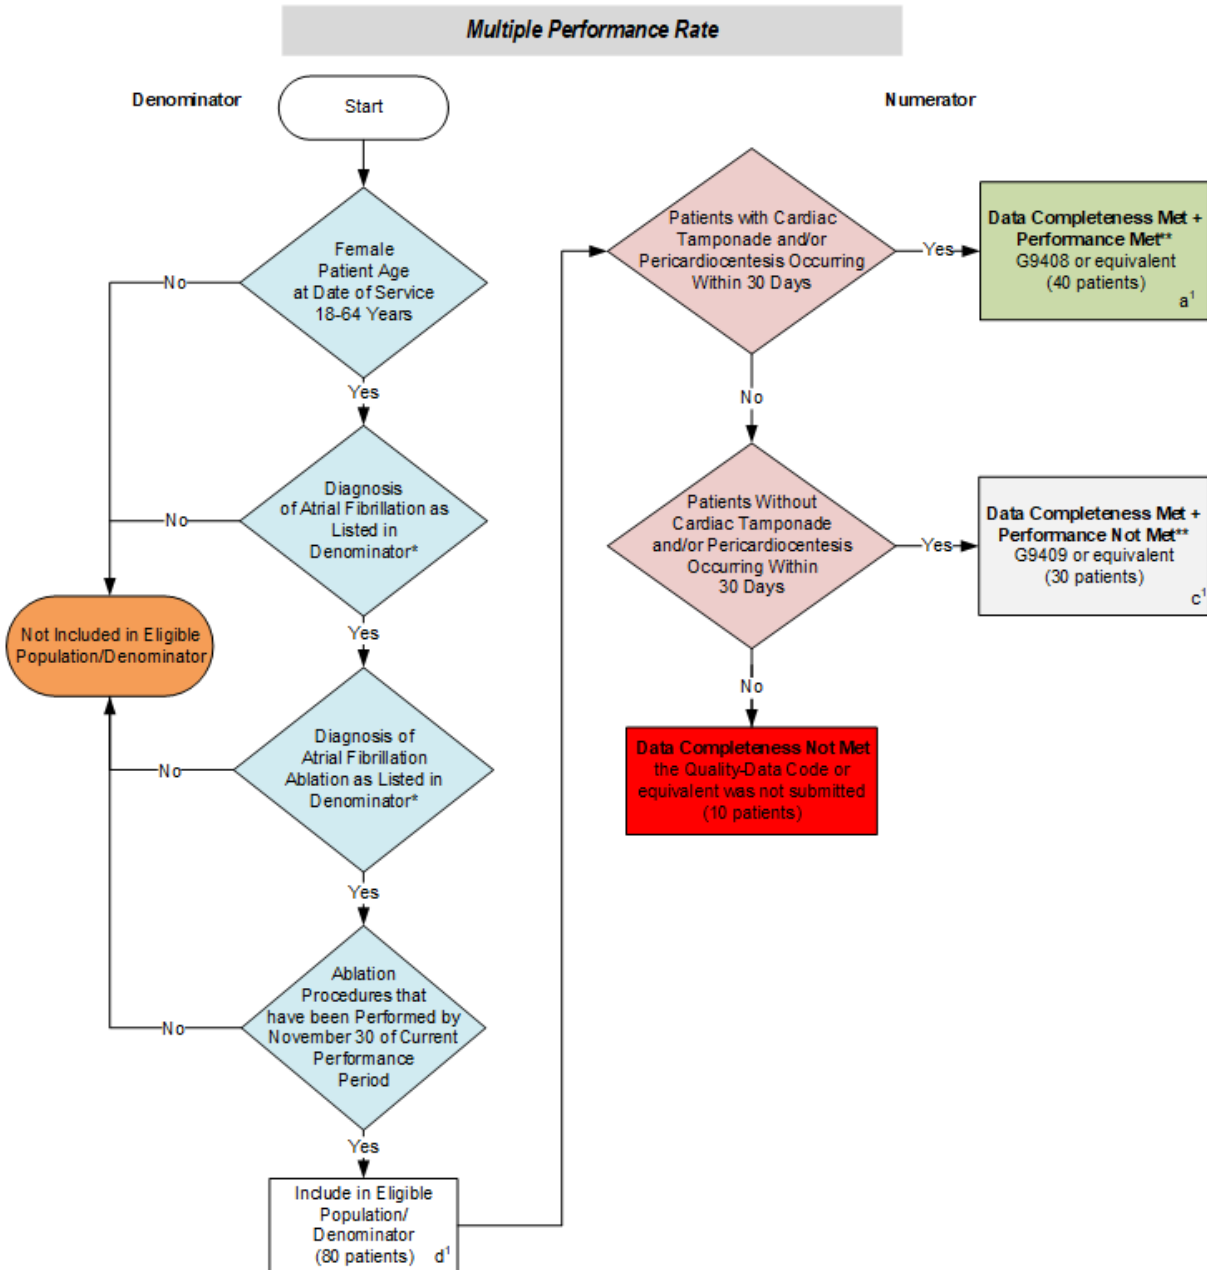 Multiple Performance Rate
Denominator
Start
Female
Patient Age
at Date of Service
18-64 Years
No
Yes
Diagnosis
of Atrial Fibrillation as
Listed in
Denominator*
No
Yes
Not Included in Eligible
Population/Denominator
Diagnosis of
Atrial Fibrillation
Ablation as Listed in
Denominator*
No
Yes
Ablation
Procedures that
have been Performed by
November 30 of Current
Performance
Period
No
Yes
Include in Eligible
Population/
Denominator
(80 patients) d¹
Numerator
Patients with Cardiac
Tamponade and/or
Pericardiocentesis Occurring
Within 30 Days
Yes
Data Completeness Met +
Performance Met**
G9408 or equivalent
(40 patients)
a¹
No
Patients Without
Cardiac Tamponade
and/or Pericardiocentesis
Occurring Within
30 Days
Yes
Data Completeness Met +
Performance Not Met**
G9409 or equivalent
(30 patients)
c¹
No
Data Completeness Not Met
the Quality-Data Code or
equivalent was not submitted
(10 patients)